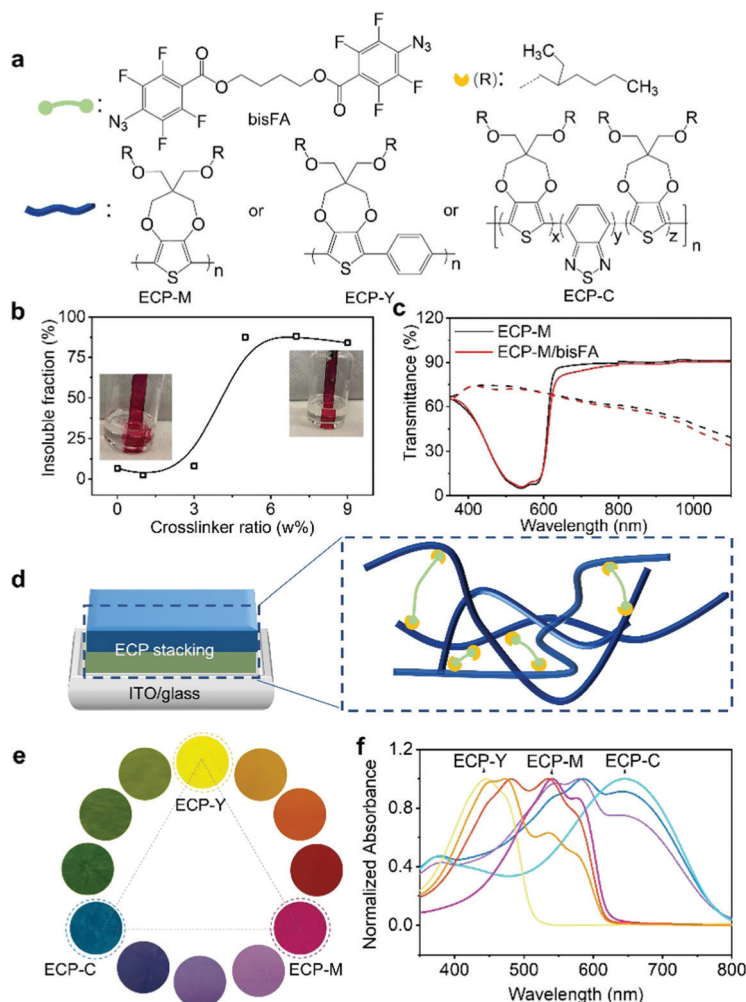 a
F
F
N₃
O
O
F
F
O
O
F
F
N₃
F
F
bisFA
(R):
H₃C
CH₃
:
R
R
O
O
O
O
S
n
ECP-M
or
R
R
O
O
O
O
S
n
ECP-Y
or
R
R
R
R
O
O
O
O
O
O
O
O
S
x
N
N
S
y
S
z
n
ECP-C
b
Insoluble fraction (%)
100
75
50
25
0
0
3
6
9
Crosslinker ratio (w%)
c
Transmittance (%)
120
90
60
30
0
ECP-M
ECP-M/bisFA
400
600
800
1000
Wavelength (nm)
d
ECP stacking
ITO/glass
e
ECP-Y
ECP-C
ECP-M
f
Normalized Absorbance
1.2
0.8
0.4
0.0
ECP-Y
ECP-M
ECP-C
400
500
600
700
800
Wavelength (nm)